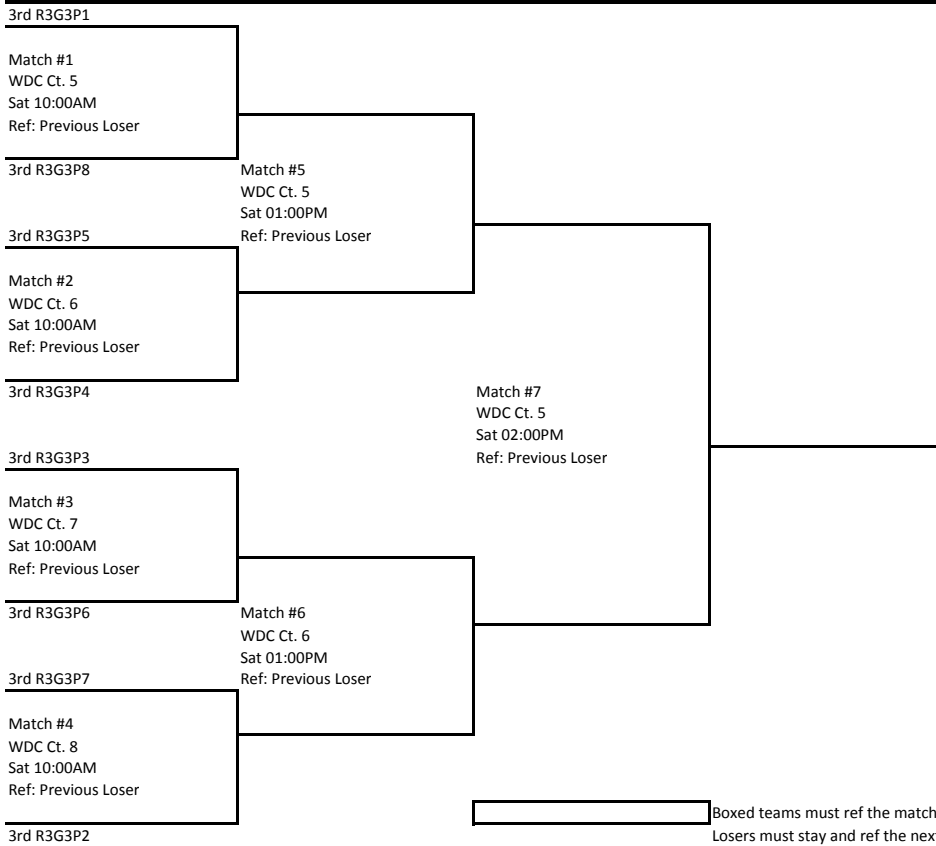 3rd R3G3P1
Match #1
WDC Ct. 5
Sat 10:00AM
Ref: Previous Loser
3rd R3G3P8
Match #5
WDC Ct. 5
Sat 01:00PM
Ref: Previous Loser
3rd R3G3P5
Match #2
WDC Ct. 6
Sat 10:00AM
Ref: Previous Loser
3rd R3G3P4
Match #7
WDC Ct. 5
Sat 02:00PM
Ref: Previous Loser
3rd R3G3P3
Match #3
WDC Ct. 7
Sat 10:00AM
Ref: Previous Loser
3rd R3G3P6
Match #6
WDC Ct. 6
Sat 01:00PM
Ref: Previous Loser
3rd R3G3P7
Match #4
WDC Ct. 8
Sat 10:00AM
Ref: Previous Loser
3rd R3G3P2
Boxed teams must ref the match
Losers must stay and ref the